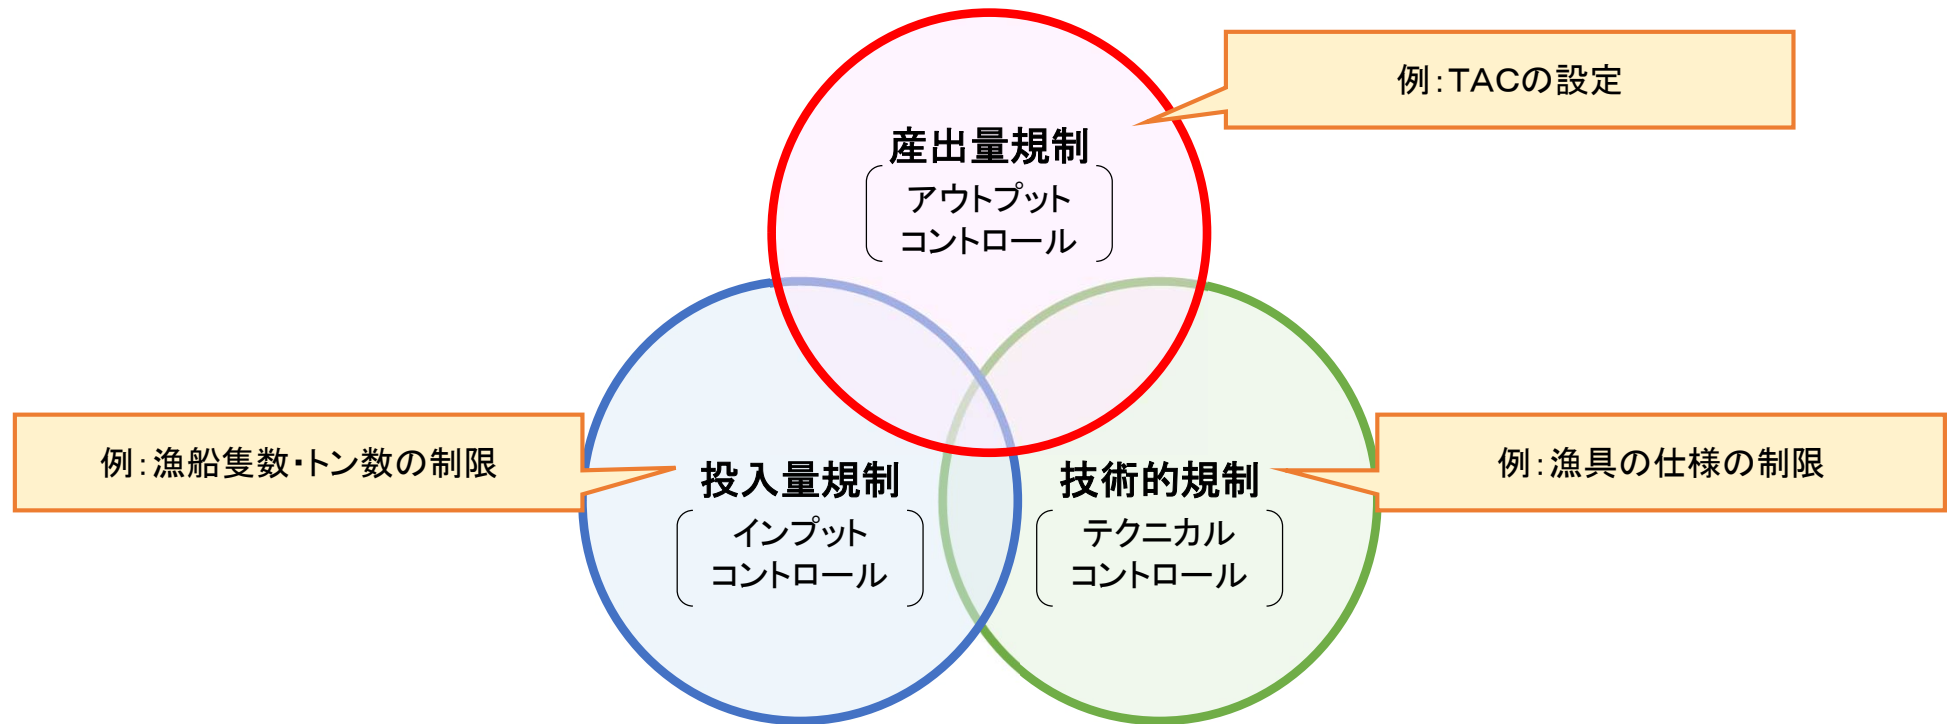 例：TACの設定
産出量規制
アウトプット
コントロール
例：漁船隻数・トン数の制限
投入量規制
インプット
コントロール
例：漁具の仕様の制限
技術的規制
テクニカル
コントロール